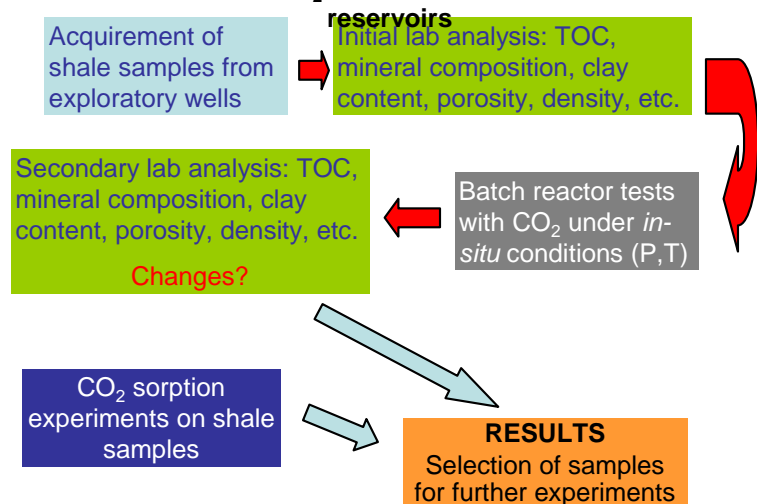 reservoirs
Acquirement of
shale samples from
exploratory wells
Initial lab analysis: TOC,
mineral composition, clay
content, porosity, density, etc.
Secondary lab analysis: TOC,
mineral composition, clay
content, porosity, density, etc.
Changes?
Batch reactor tests
with CO₂ under in-
situ conditions (P,T)
CO₂ sorption
experiments on shale
samples
RESULTS
Selection of samples
for further experiments